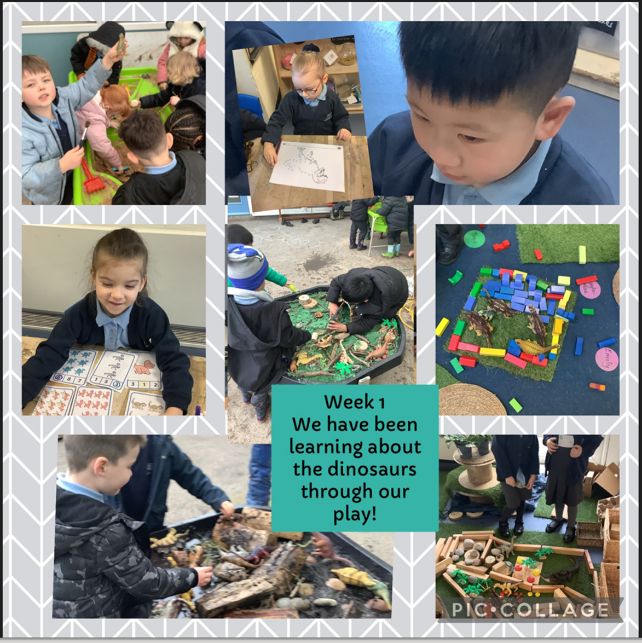 Week 1
We have been
learning about
the dinosaurs
through our
play!
PIC•COLLAGE